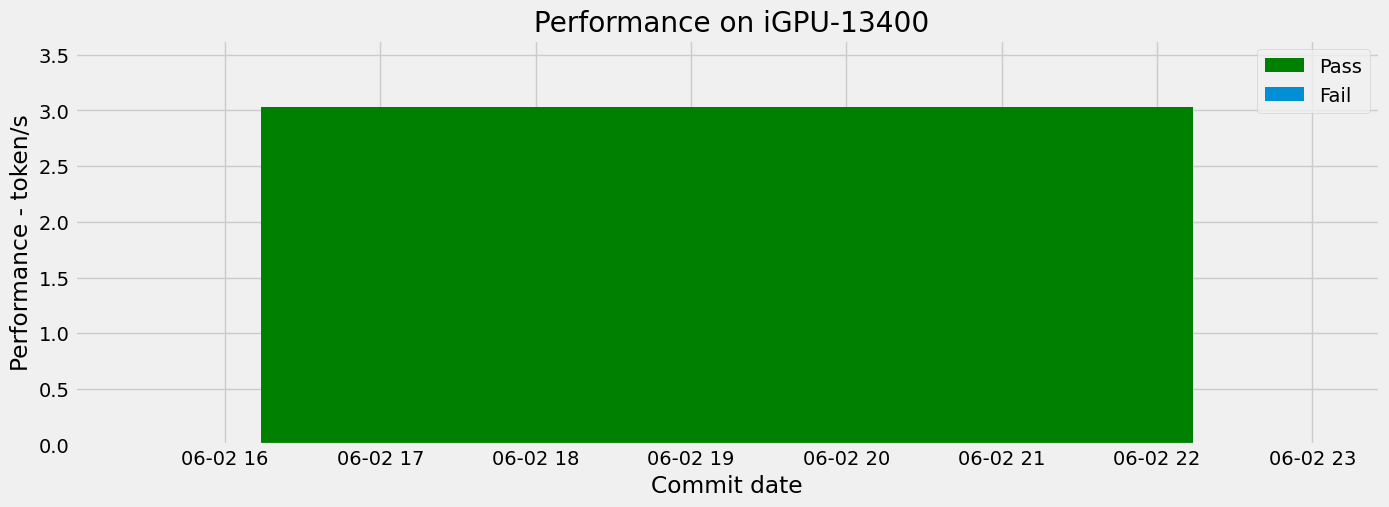 Performance on iGPU-13400
Pass
Fail
Performance - token/s
3.5
3.0
2.5
2.0
1.5
1.0
0.5
0.0
06-02 16 06-02 17 06-02 18 06-02 19 06-02 20 06-02 21 06-02 22 06-02 23
Commit date